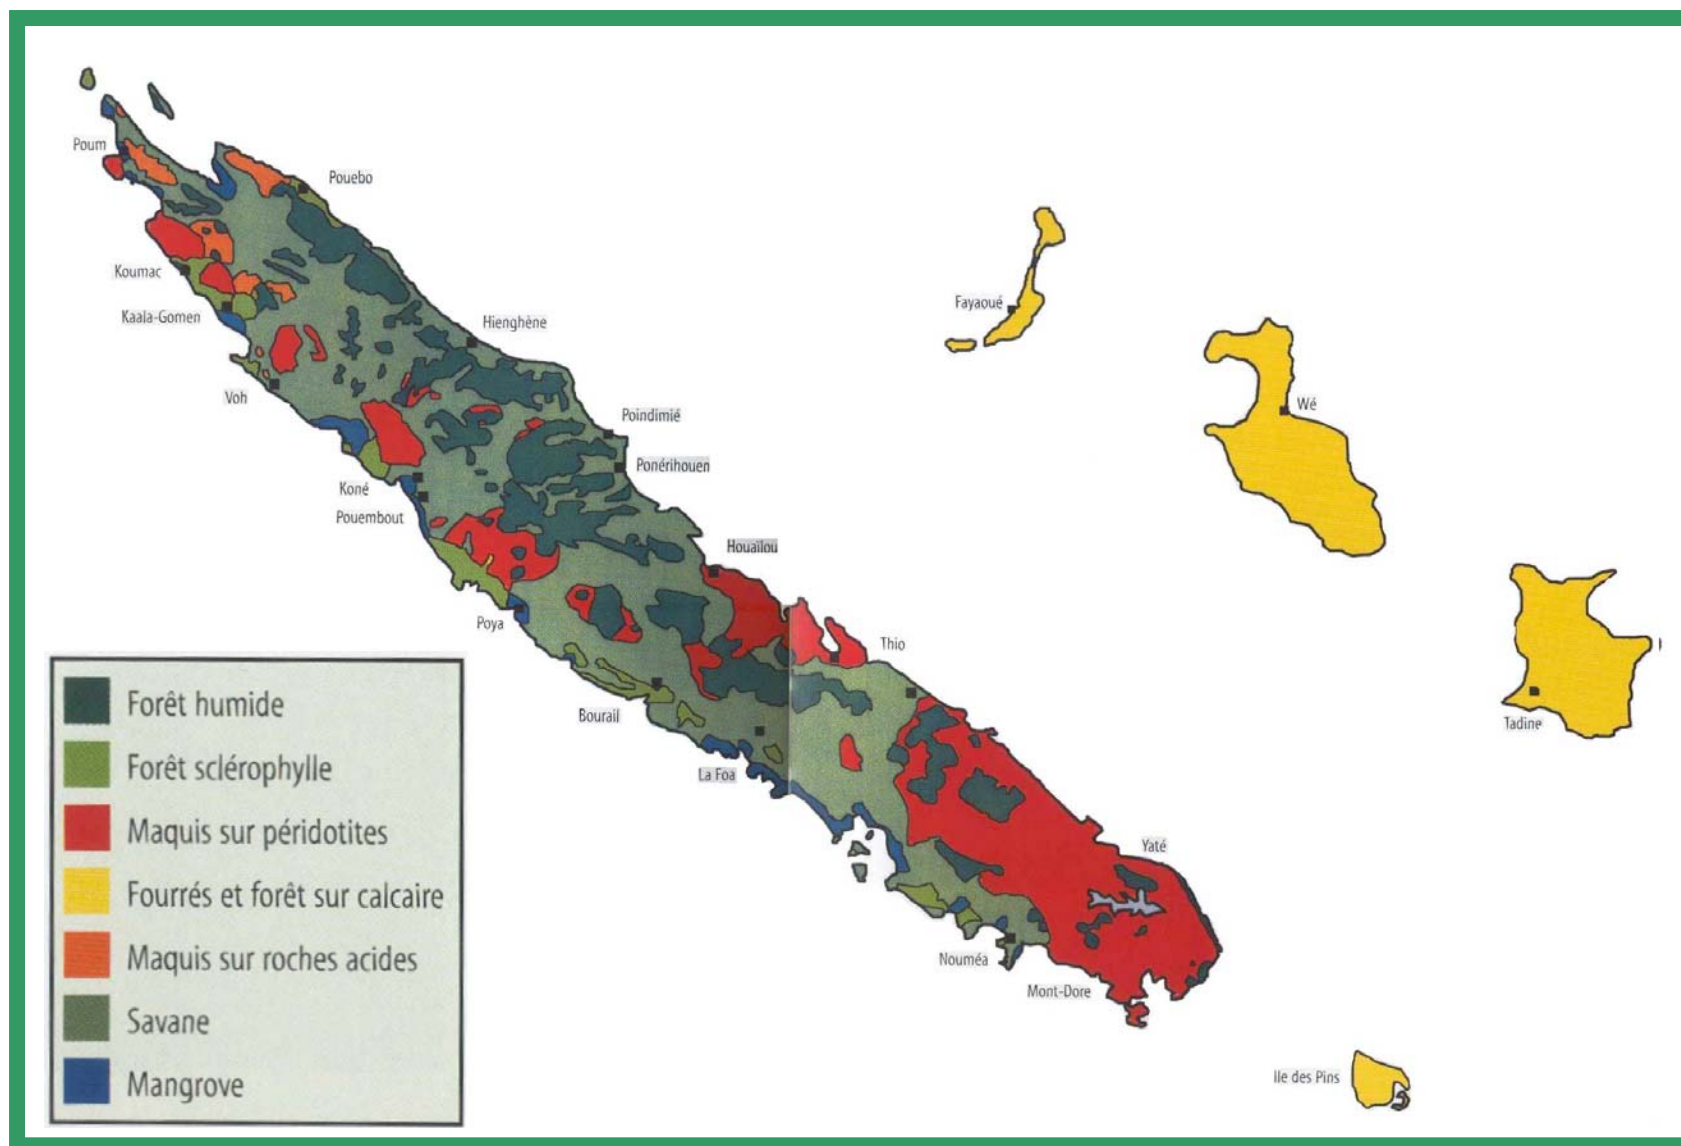 Poum
Pouebo
Koumac
Kaala-Gomen
Hienghène
Voh
Fayaoué
Wé
Poindimié
Ponérihouen
Koné
Pouembout
Houaïlou
Poya
Thio
Bourail
La Foa
Tadine
Yaté
Nouméa
Mont-Dore
Ile des Pins
Forêt humide
Forêt sclérophylle
Maquis sur péridotites
Fourrés et forêt sur calcaire
Maquis sur roches acides
Savane
Mangrove